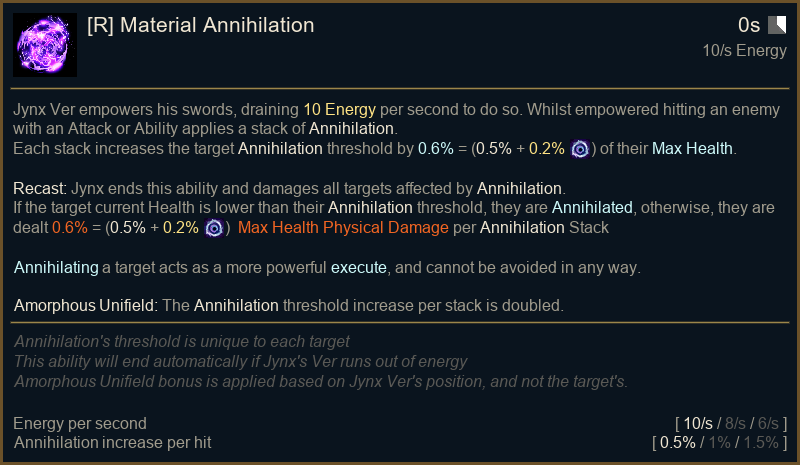 [R] Material Annihilation
0s
10/s Energy
Jynx Ver empowers his swords, draining 10 Energy per second to do so. Whilst empowered hitting an enemy
with an Attack or Ability applies a stack of Annihilation.
Each stack increases the target Annihilation threshold by 0.6% = (0.5% + 0.2% ) of their Max Health.
Recast: Jynx ends this ability and damages all targets affected by Annihilation.
If the target current Health is lower than their Annihilation threshold, they are Annihilated, otherwise, they are
dealt 0.6% = (0.5% + 0.2% ) Max Health Physical Damage per Annihilation Stack
Annihilating a target acts as a more powerful execute, and cannot be avoided in any way.
Amorphous Unifield: The Annihilation threshold increase per stack is doubled.
Annihilation's threshold is unique to each target
This ability will end automatically if Jynx's Ver runs out of energy
Amorphous Unifield bonus is applied based on Jynx Ver's position, and not the target's.
Energy per second [ 10/s / 8/s / 6/s ]
Annihilation increase per hit [ 0.5% / 1% / 1.5% ]